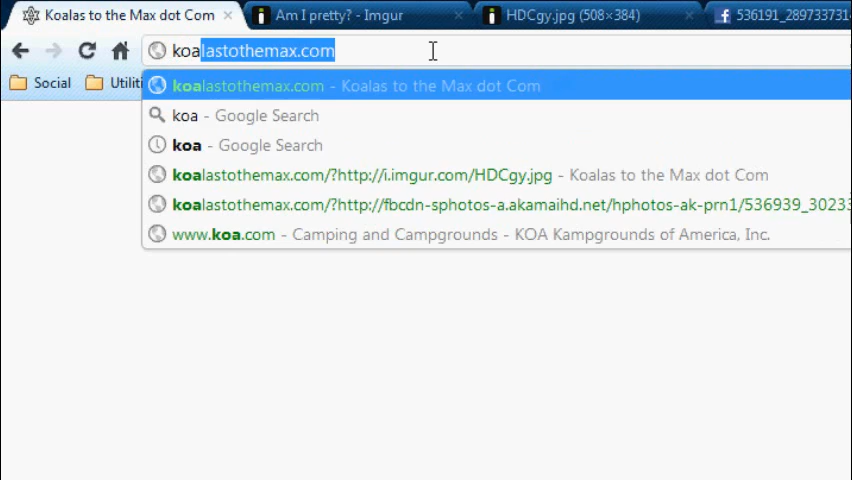 Koalas to the Max dot Com
Am I pretty? - Imgur
HDCgy.jpg (508×384)
536191_289733731
koalastothemax.com
Social
Utiliti
koalastothemax.com - Koalas to the Max dot Com
koa - Google Search
koa - Google Search
koalastothemax.com/?http://i.imgur.com/HDCgy.jpg - Koalas to the Max dot Com
koalastothemax.com/?http://fbcdn-sphotos-a.akamaihd.net/hphotos-ak-prn1/536939_30233
www.koa.com - Camping and Campgrounds - KOA Kampgrounds of America, Inc.